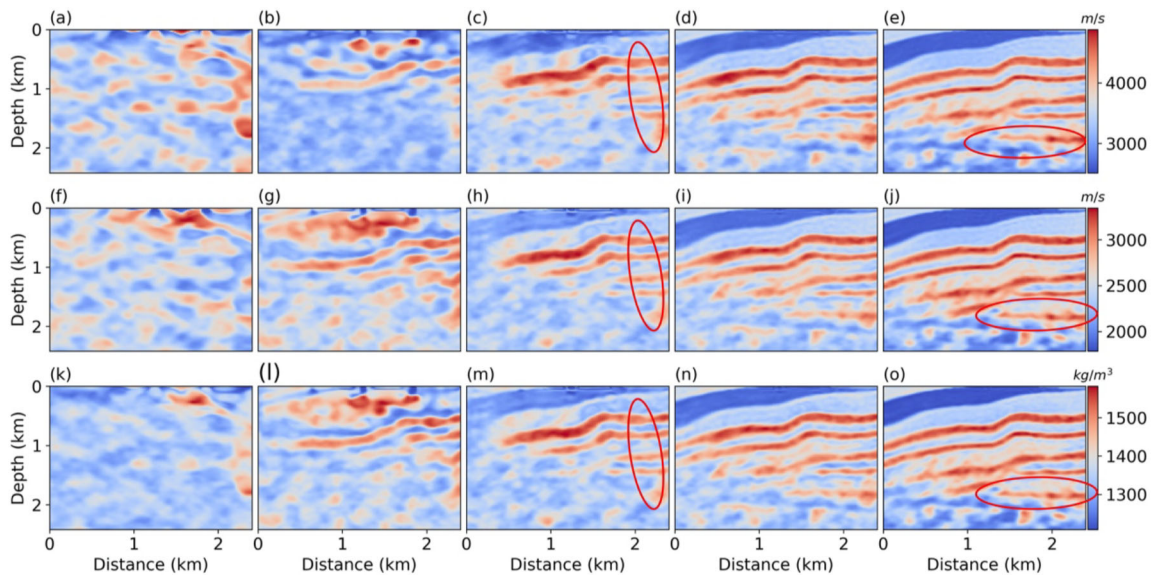 (a) (b) (c) (d) (e) m/s
0
1
2
Depth (km)
4000
3000
(f) (g) (h) (i) (j) m/s
0
1
2
Depth (km)
3000
2500
2000
(k) (l) (m) (n) (o) kg/m³
0
1
2
Depth (km)
1500
1400
1300
0 1 2 0 1 2 0 1 2 0 1 2 0 1 2
Distance (km) Distance (km) Distance (km) Distance (km) Distance (km)